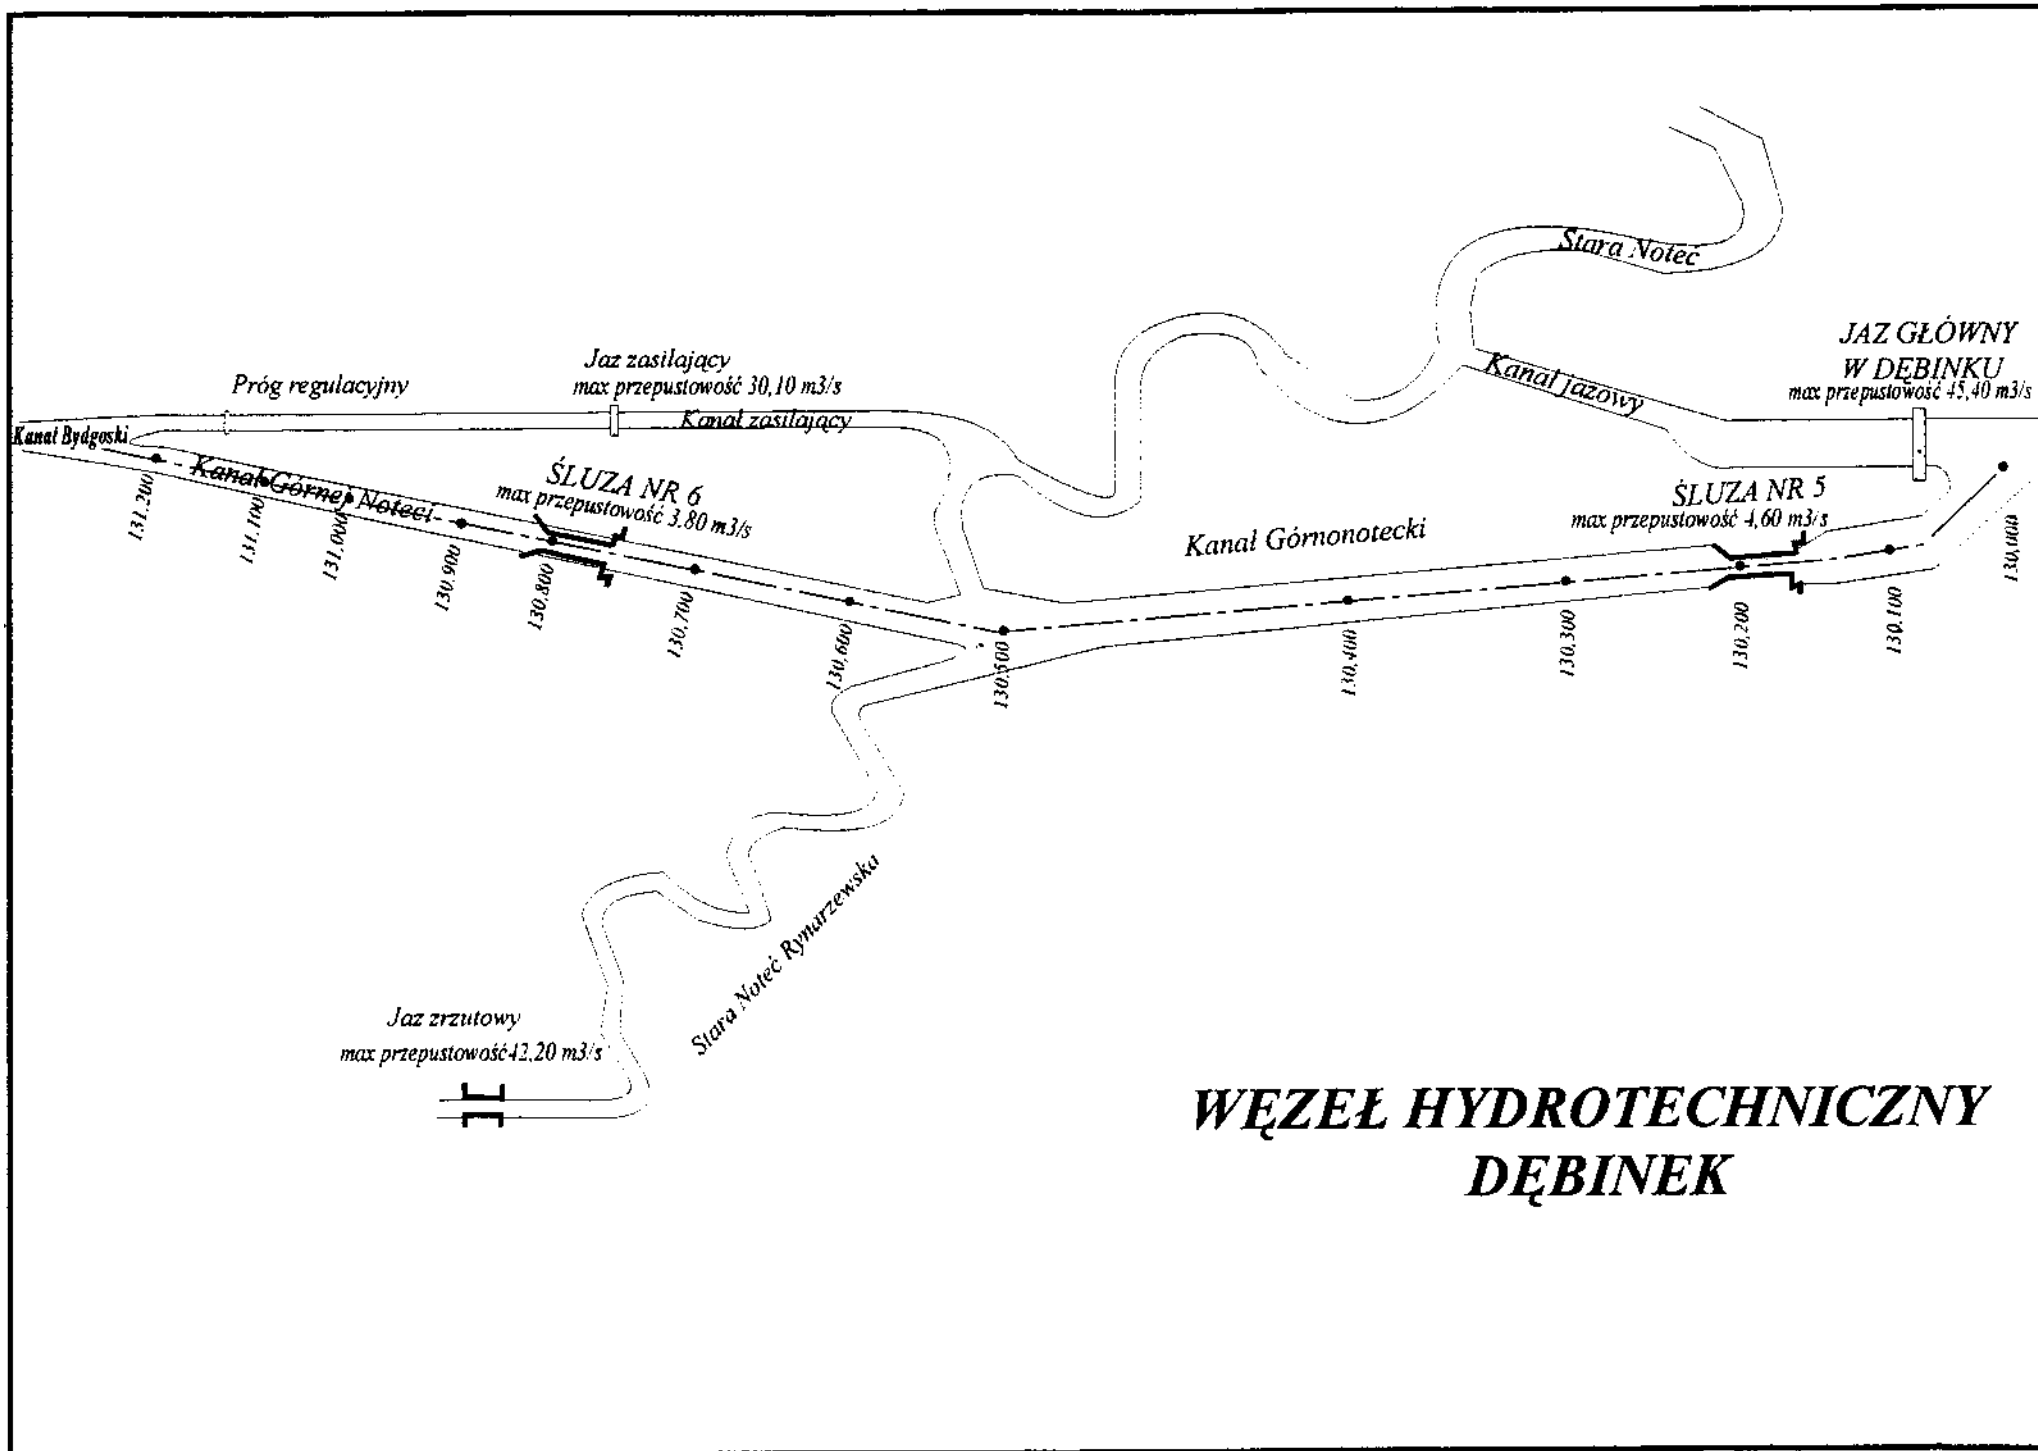 Stara Noteć
JAZ GŁÓWNY
W DĘBINKU
max przepustowość 45,40 m3/s
Kanał jazowy
Jaz zasilający
max przepustowość 30,10 m3/s
Próg regulacyjny
Kanał zasilający
Kanał Bydgoski
Kanał Górnej Noteci
ŚLUZA NR 6
max przepustowość 3,80 m3/s
ŚLUZA NR 5
max przepustowość 4,60 m3/s
Kanał Górnonotecki
131,200
131,100
131,000
130,900
130,800
130,700
130,600
130,500
130,400
130,300
130,200
130,100
130,000
Stara Noteć Rynarzewska
Jaz zrzutowy
max przepustowość 42,20 m3/s
WĘZEŁ HYDROTECHNICZNY
DĘBINEK